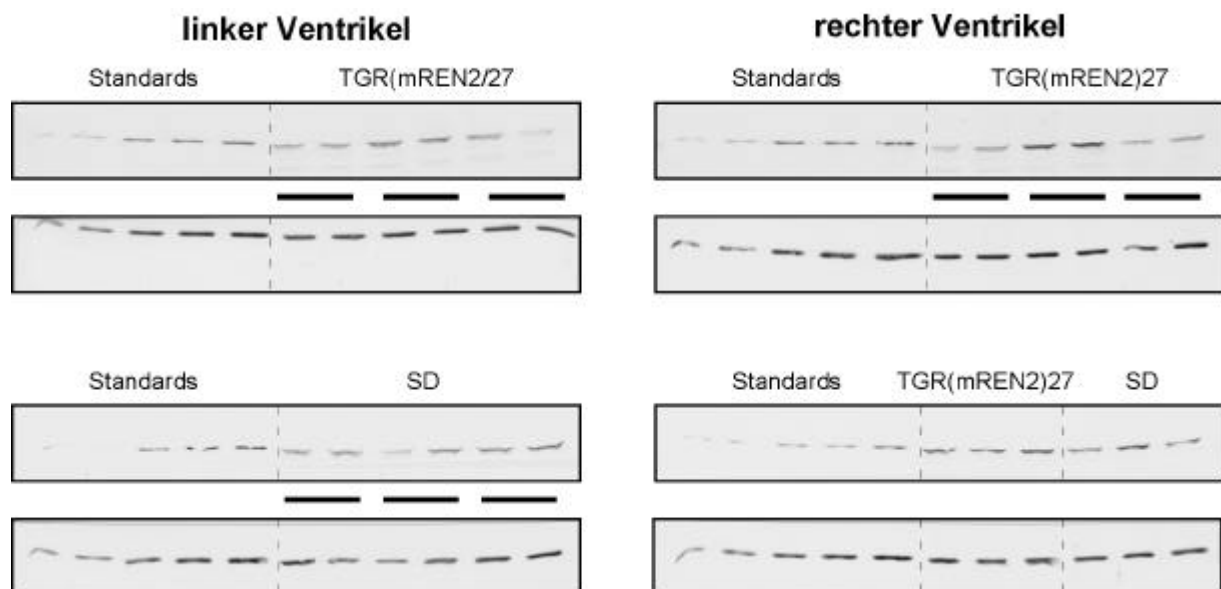 linker Ventrikel
rechter Ventrikel
Standards TGR(mREN2/27
Standards TGR(mREN2)27
Standards SD
Standards TGR(mREN2)27 SD